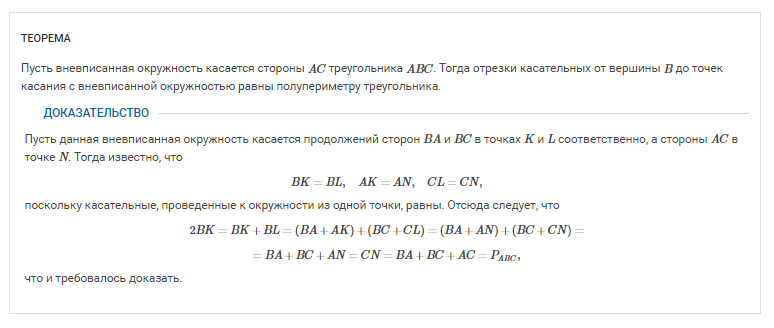 ТЕОРЕМА
Пусть вневписанная окружность касается стороны AC треугольника ABC. Тогда отрезки касательных от вершины B до точек
касания с вневписанной окружностью равны полупериметру треугольника.
ДОКАЗАТЕЛЬСТВО
Пусть данная вневписанная окружность касается продолжений сторон BA и BC в точках K и L соответственно, а стороны AC в
точке N. Тогда известно, что
BK = BL, AK = AN, CL = CN,
поскольку касательные, проведенные к окружности из одной точки, равны. Отсюда следует, что
2BK = BK + BL = (BA + AK) + (BC + CL) = (BA + AN) + (BC + CN) =
= BA + BC + AN = CN = BA + BC + AC = P_{ABC},
что и требовалось доказать.